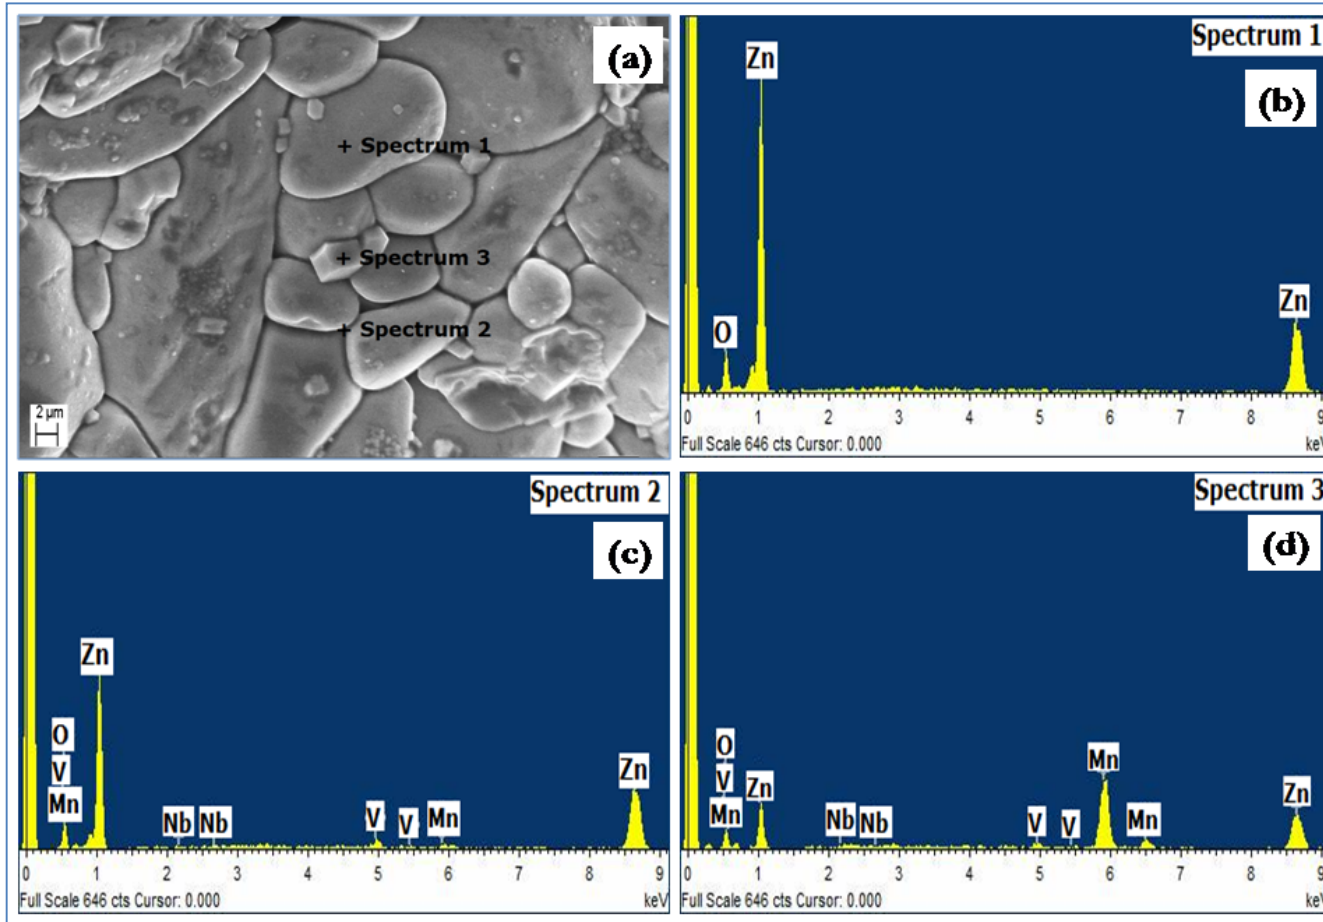 (a)
+ Spectrum 1
+ Spectrum 3
+ Spectrum 2
2 µm
Spectrum 1
(b)
Zn
O
Zn
0 1 2 3 4 5 6 7 8 9
Full Scale 646 cts Cursor: 0.000
keV
Spectrum 2
(c)
Zn
O
V
Mn
Nb
Nb
V
V
Mn
Zn
0 1 2 3 4 5 6 7 8 9
Full Scale 646 cts Cursor: 0.000
keV
Spectrum 3
(d)
O
V
Mn
Zn
Nb
Nb
V
V
Mn
Mn
Zn
0 1 2 3 4 5 6 7 8 9
Full Scale 646 cts Cursor: 0.000
keV